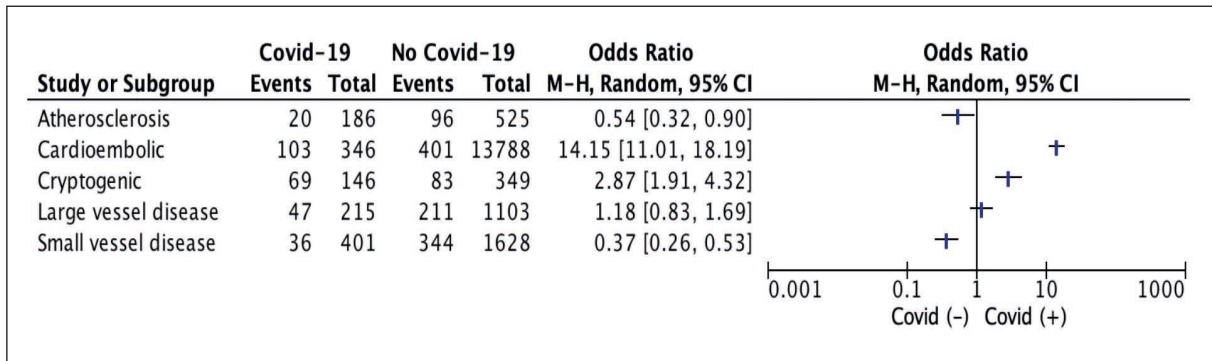 Covid-19 No Covid-19 Odds Ratio Odds Ratio
Study or Subgroup Events Total Events Total M-H, Random, 95% CI M-H, Random, 95% CI
Atherosclerosis 20 186 96 525 0.54 [0.32, 0.90]
Cardioembolic 103 346 401 13788 14.15 [11.01, 18.19]
Cryptogenic 69 146 83 349 2.87 [1.91, 4.32]
Large vessel disease 47 215 211 1103 1.18 [0.83, 1.69]
Small vessel disease 36 401 344 1628 0.37 [0.26, 0.53]
0.001 0.1 1 10 1000
Covid (-) Covid (+)